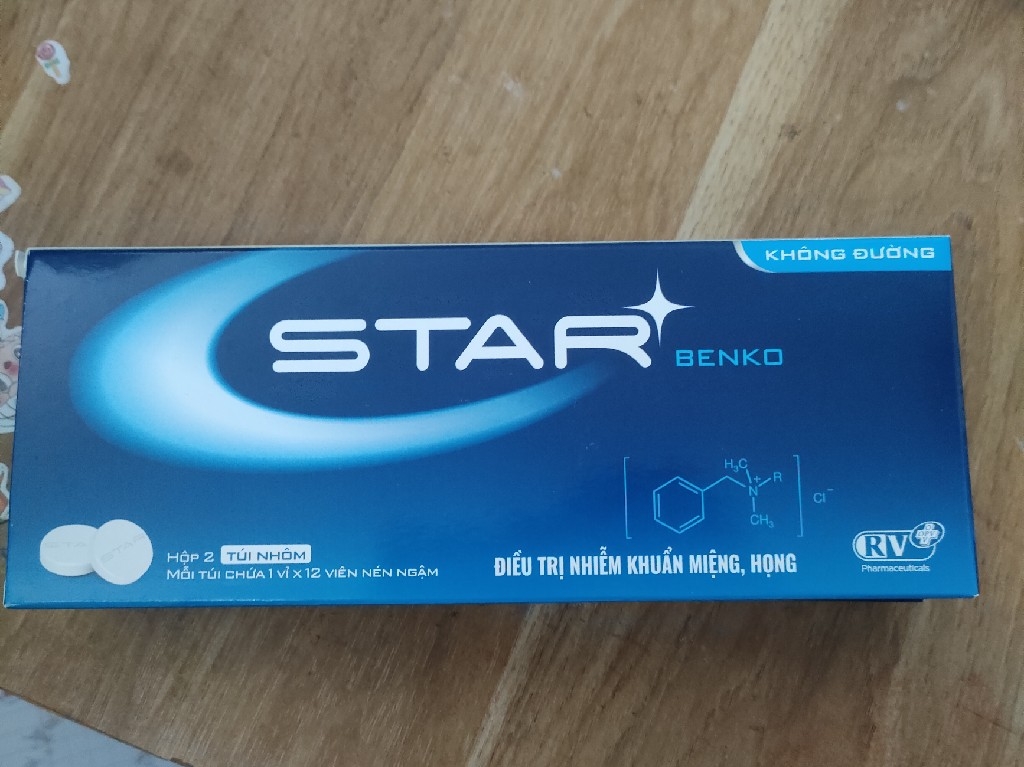 KHÔNG ĐƯỜNG
STAR BENKO
H₃C
N + R
CH₃
Cl⁻
HỘP 2 TÚI NHÔM
MỖI TÚI CHỨA 1 VỈ X 12 VIÊN NÉN NGẬM
ĐIỀU TRỊ NHIỄM KHUẨN MIỆNG, HỌNG
RV
Pharmaceuticals